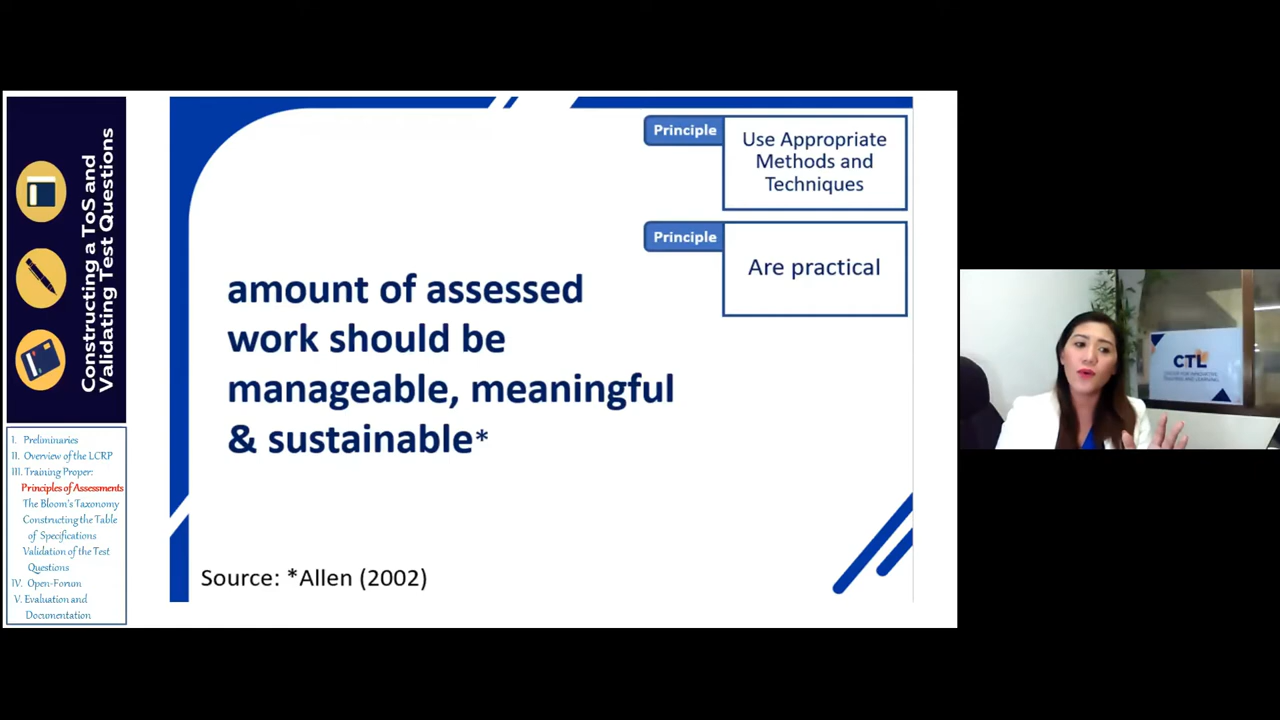 Constructing a ToS and
Validating Test Questions
I. Preliminaries
II. Overview of the LCRP
III. Training Proper:
Principles of Assessments
The Bloom's Taxonomy
Constructing the Table
of Specifications
Validation of the Test
Questions
IV. Open-Forum
V. Evaluation and
Documentation
Principle
Use Appropriate
Methods and
Techniques
Principle
Are practical
amount of assessed
work should be
manageable, meaningful
& sustainable*
Source: *Allen (2002)
CTL